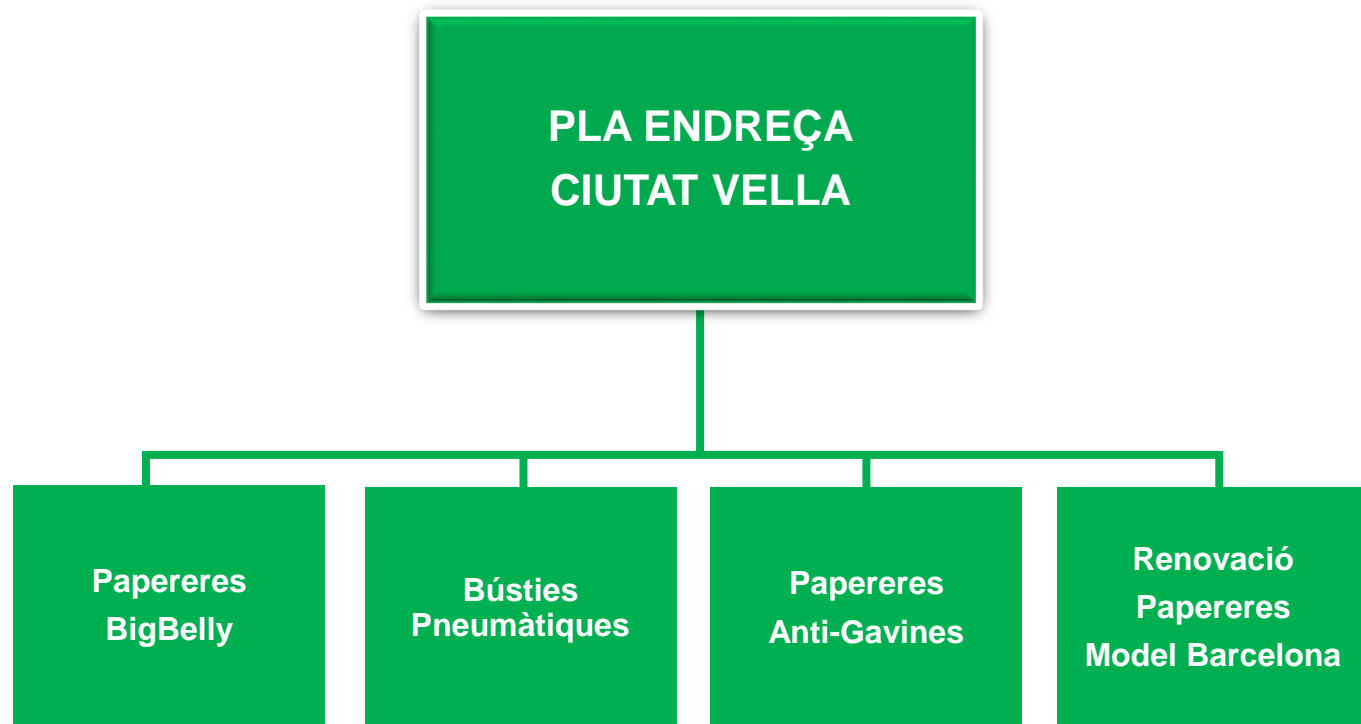 PLA ENDREÇA
CIUTAT VELLA
Papereres
BigBelly
Bústies
Pneumàtiques
Papereres
Anti-Gavines
Renovació
Papereres
Model Barcelona